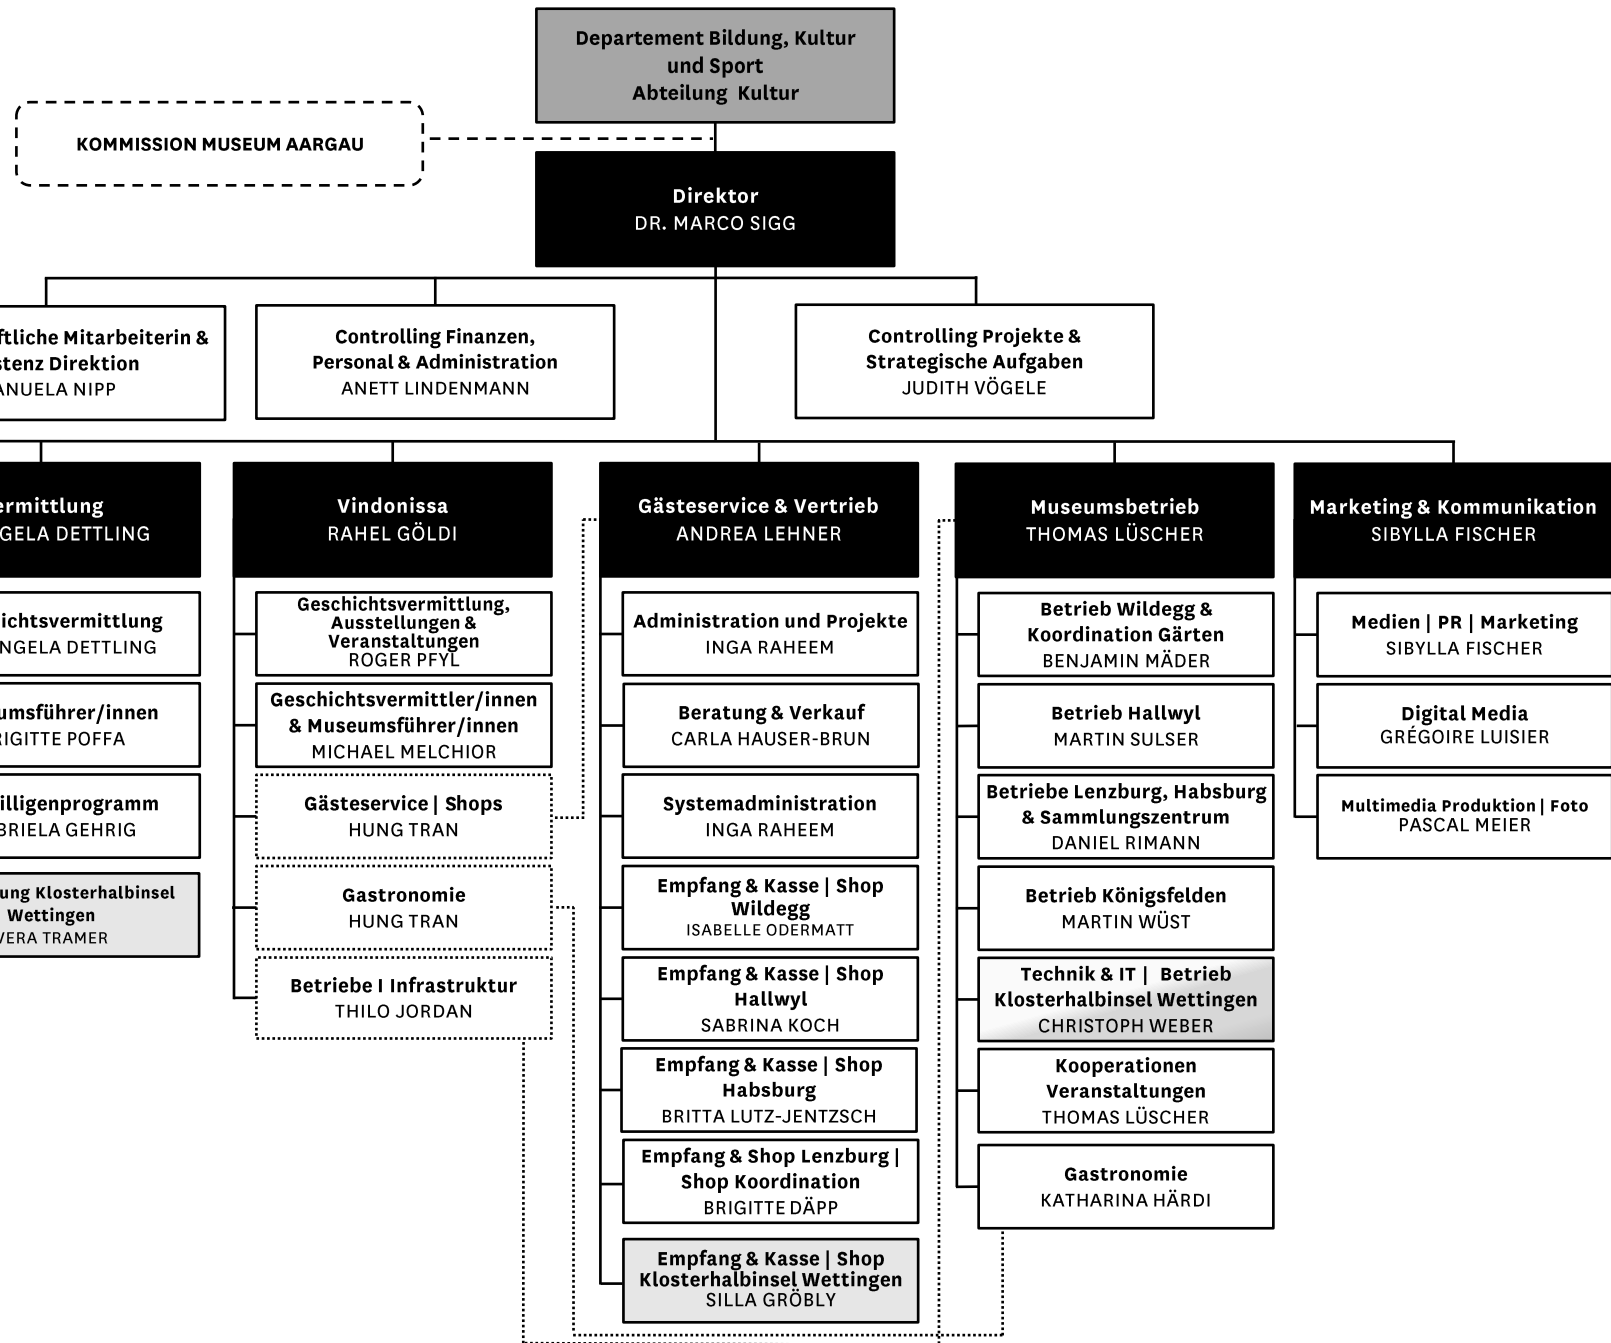 Departement Bildung, Kultur
und Sport
Abteilung Kultur
KOMMISSION MUSEUM AARGAU
Direktor
DR. MARCO SIGG
Mitarbeiterin &
Direktion
NIPP
Controlling Finanzen,
Personal & Administration
ANETT LINDENMANN
Controlling Projekte &
Strategische Aufgaben
JUDITH VÖGELE
DETTLING
DETTLING
POFFA
GEHRIG
Klosterhalbinsel
Wettingen
VERA TRAMER
Vindonissa
RAHEL GÖLDI
Geschichtsvermittlung,
Ausstellungen &
Veranstaltungen
ROGER PFYL
Geschichtsvermittler/innen
& Museumsführer/innen
MICHAEL MELCHIOR
Gästeservice | Shops
HUNG TRAN
Gastronomie
HUNG TRAN
Betriebe I Infrastruktur
THILO JORDAN
Gästeservice & Vertrieb
ANDREA LEHNER
Administration und Projekte
INGA RAHEEM
Beratung & Verkauf
CARLA HAUSER-BRUN
Systemadministration
INGA RAHEEM
Empfang & Kasse | Shop
Wildegg
ISABELLE ODERMATT
Empfang & Kasse | Shop
Hallwyl
SABRINA KOCH
Empfang & Kasse | Shop
Habsburg
BRITTA LUTZ-JENTZSCH
Empfang & Shop Lenzburg |
Shop Koordination
BRIGITTE DÄPP
Empfang & Kasse | Shop
Klosterhalbinsel Wettingen
SILLA GRÖBLY
Museumsbetrieb
THOMAS LÜSCHER
Betrieb Wildegg &
Koordination Gärten
BENJAMIN MÄDER
Betrieb Hallwyl
MARTIN SULSER
Betriebe Lenzburg, Habsburg
& Sammlungszentrum
DANIEL RIMANN
Betrieb Königsfelden
MARTIN WÜST
Technik & IT | Betrieb
Klosterhalbinsel Wettingen
CHRISTOPH WEBER
Kooperationen
Veranstaltungen
THOMAS LÜSCHER
Gastronomie
KATHARINA HÄRDI
Marketing & Kommunikation
SIBYLLA FISCHER
Medien | PR | Marketing
SIBYLLA FISCHER
Digital Media
GRÉGOIRE LUISIER
Multimedia Produktion | Foto
PASCAL MEIER